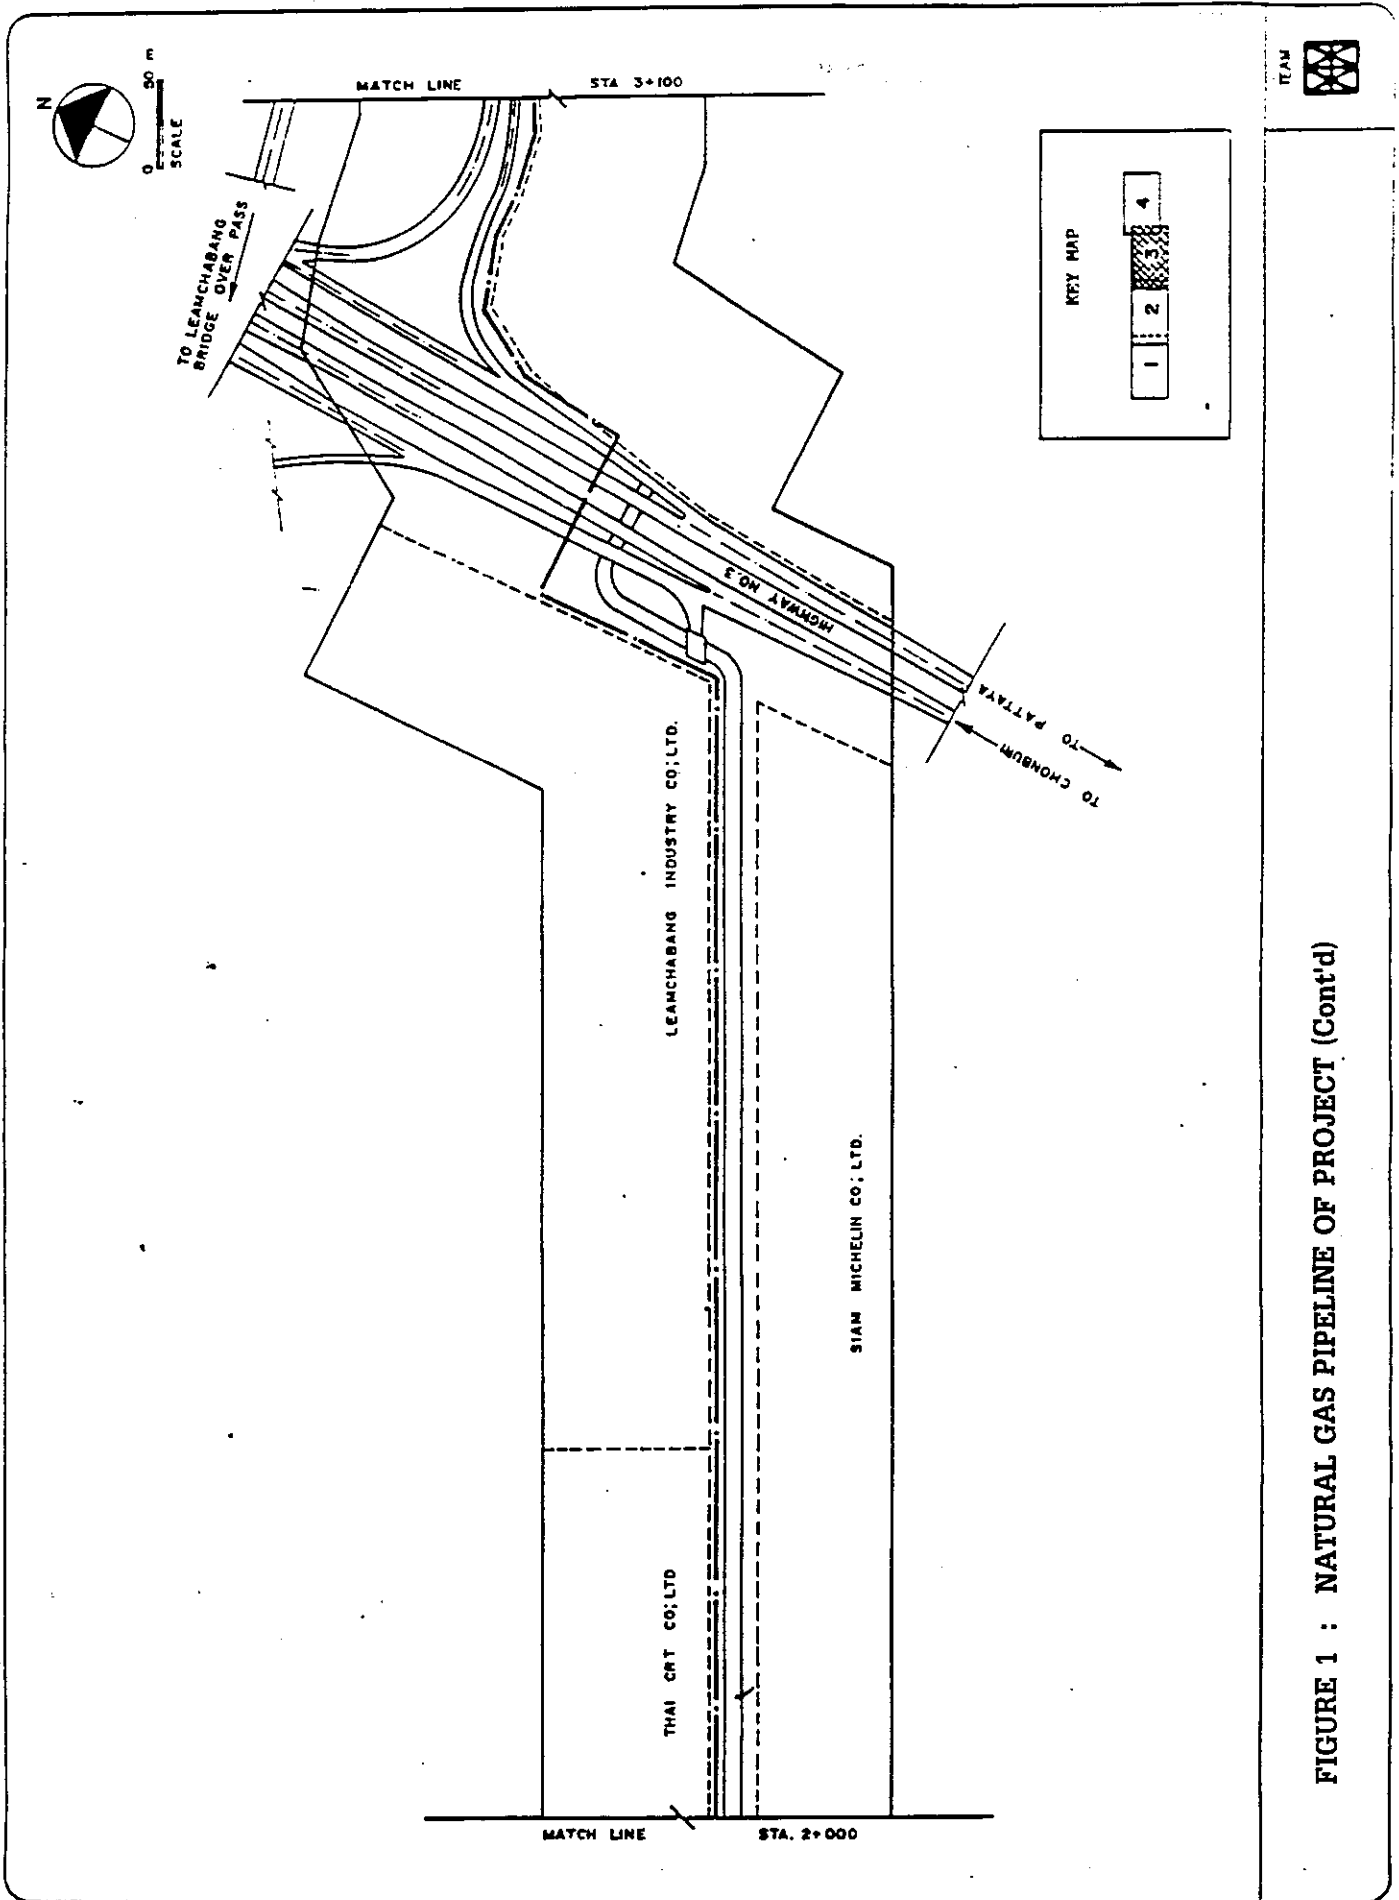 N
0 50 m
SCALE
MATCH LINE STA 3+100
TO LEAMCHABANG
BRIDGE OVER PASS
HIGHWAY NO.3
TO PATTAYA
TO CHONBURI
LEAMCHABANG INDUSTRY CO;LTD.
THAI CRT CO;LTD
SIAM MICHELIN CO;LTD.
MATCH LINE STA. 2+000
KEY MAP
1 2 3 4
TEAM
FIGURE 1 : NATURAL GAS PIPELINE OF PROJECT (Cont'd)